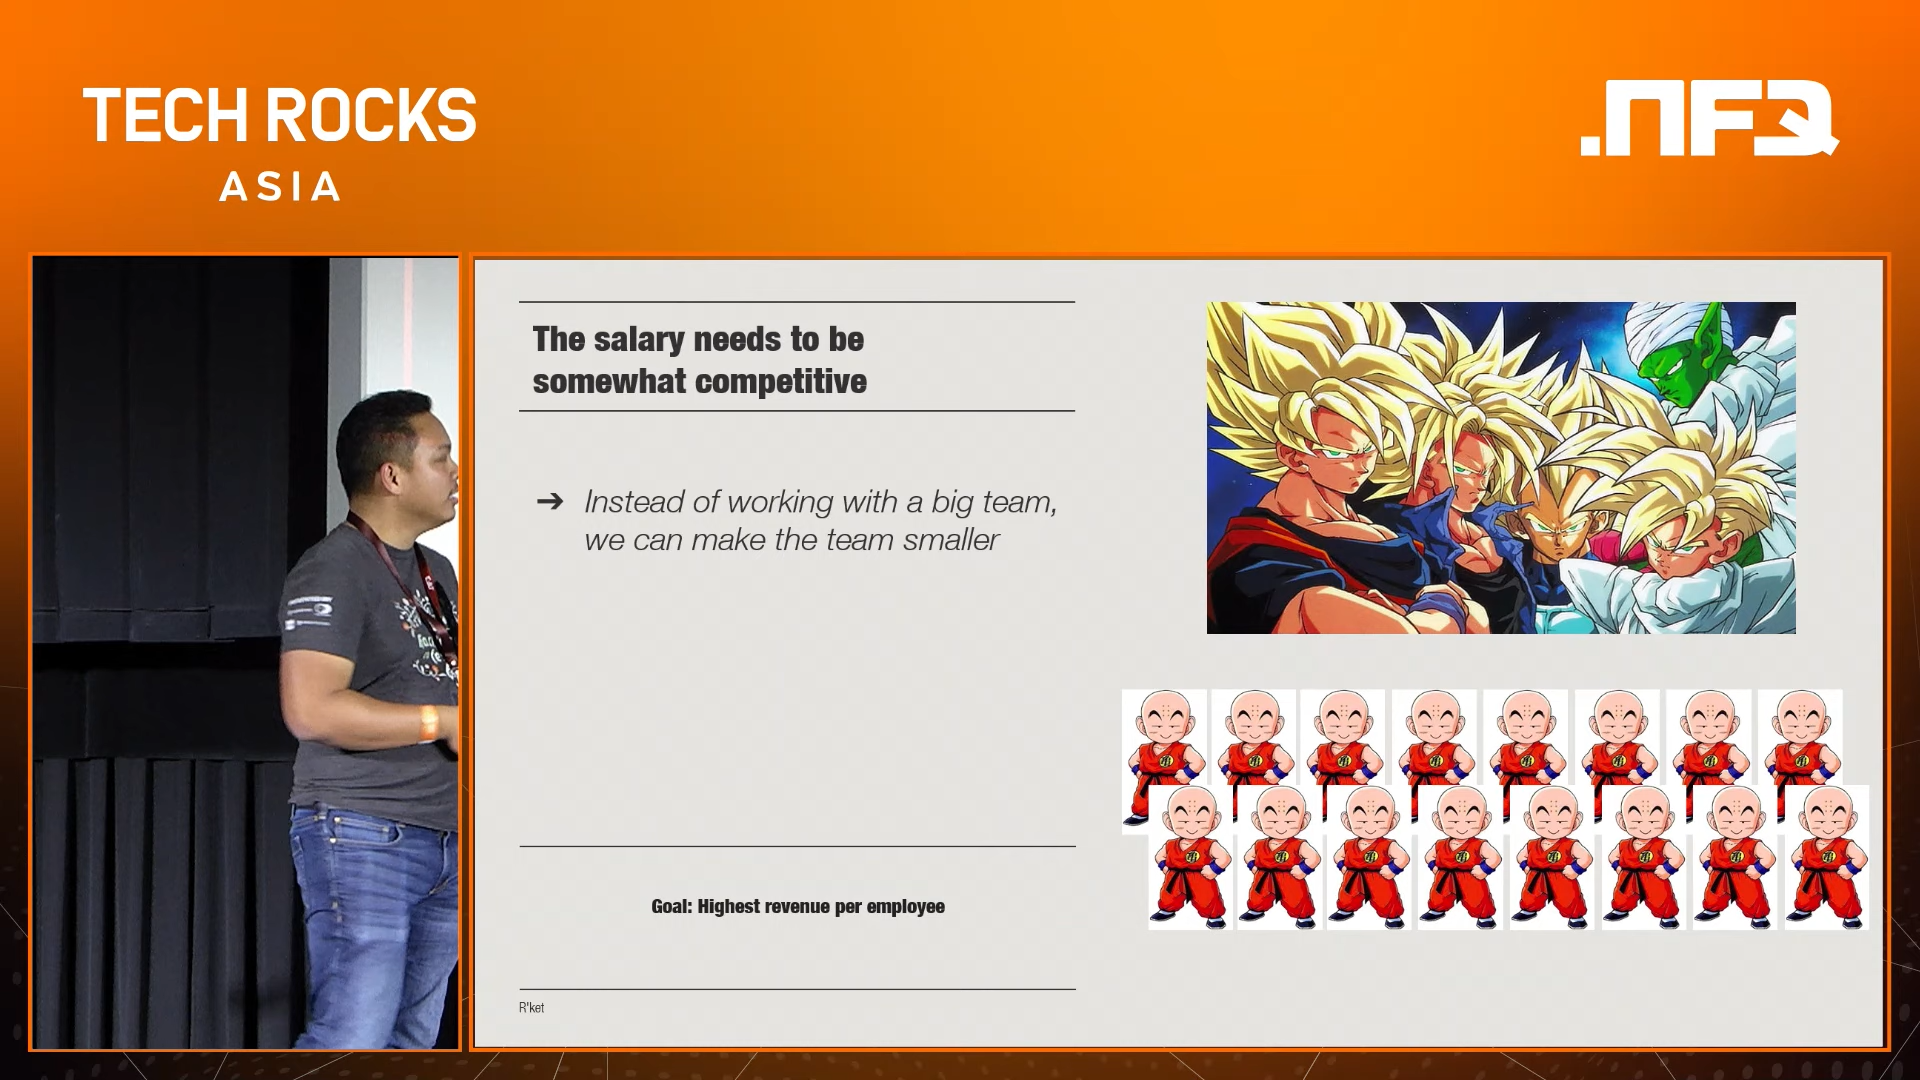 TECH ROCKS
ASIA
.NFQ
The salary needs to be
somewhat competitive
➔ Instead of working with a big team,
we can make the team smaller
Goal: Highest revenue per employee
R'ket